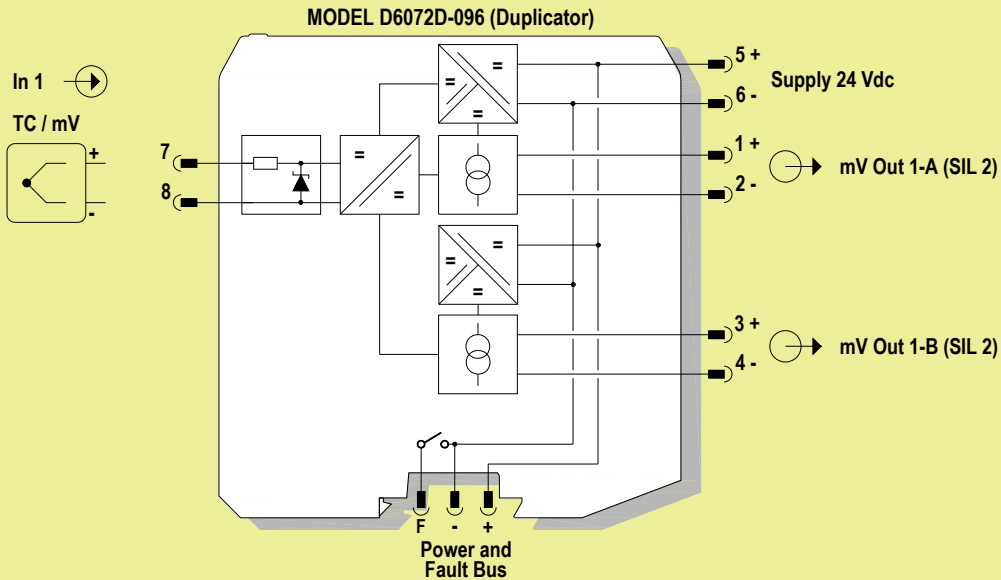 MODEL D6072D-096 (Duplicator)
In 1
TC / mV
+
-
7
8
=
=
=
=
=
=
=
=
5 +
6 -
Supply 24 Vdc
1 +
2 -
mV Out 1-A (SIL 2)
3 +
4 -
mV Out 1-B (SIL 2)
F - +
Power and
Fault Bus